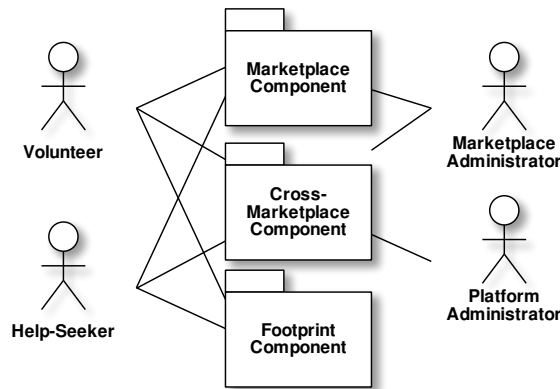 Marketplace
Component
Volunteer
Marketplace
Administrator
Cross-
Marketplace
Component
Help-Seeker
Footprint
Component
Platform
Administrator